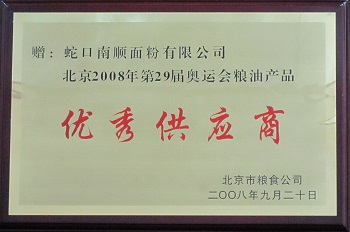 赠：蛇口南顺面粉有限公司
北京2008年第29届奥运会粮油产品
优秀供应商
北京市粮食公司
二〇〇八年九月二十日